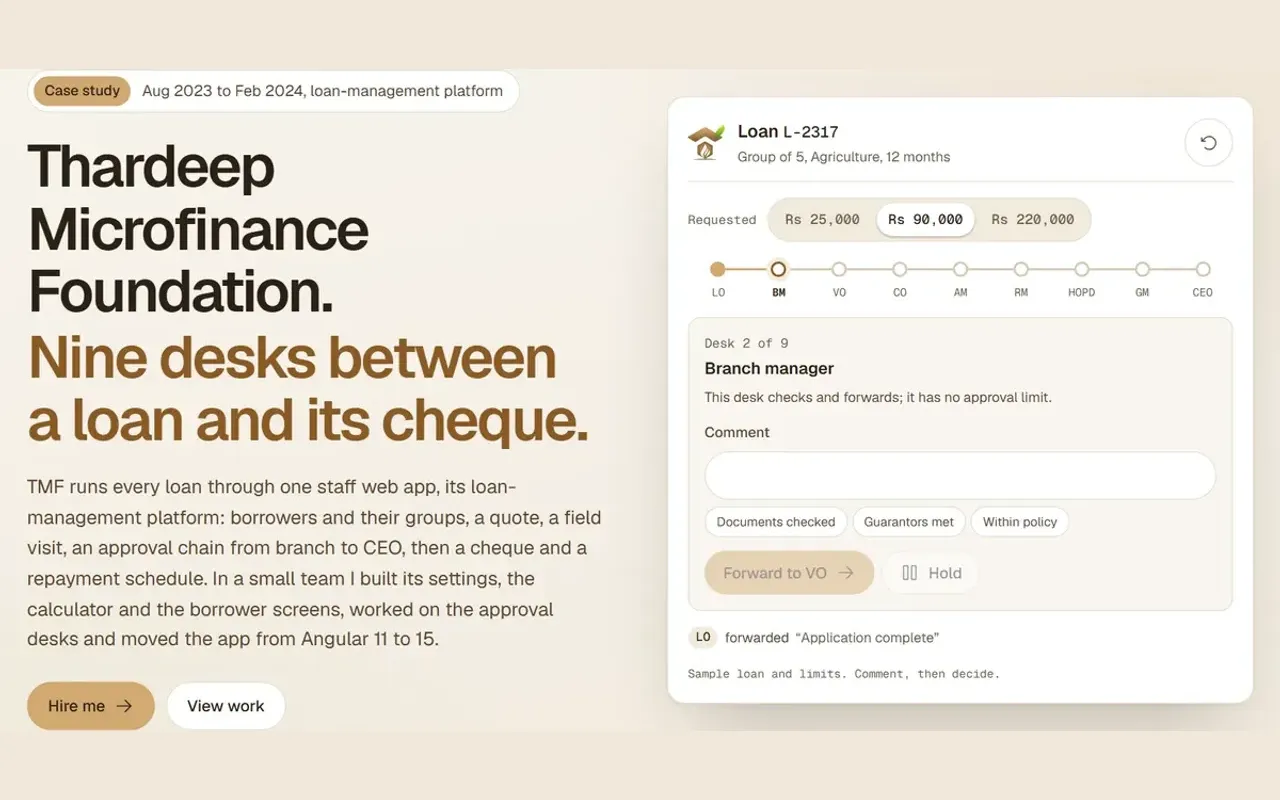 Case study
Aug 2023 to Feb 2024, loan-management platform
Thardeep
Microfinance
Foundation.
Nine desks between
a loan and its cheque.
TMF runs every loan through one staff web app, its loan-
management platform: borrowers and their groups, a quote, a field
visit, an approval chain from branch to CEO, then a cheque and a
repayment schedule. In a small team I built its settings, the
calculator and the borrower screens, worked on the approval
desks and moved the app from Angular 11 to 15.
Hire me
View work
Loan L-2317
Group of 5, Agriculture, 12 months
Requested Rs 25,000 Rs 90,000 Rs 220,000
LO BM VO CO AM RM HOPD GM CEO
Desk 2 of 9
Branch manager
This desk checks and forwards; it has no approval limit.
Comment
Documents checked Guarantors met Within policy
Forward to VO Hold
LO forwarded “Application complete”
Sample loan and limits. Comment, then decide.